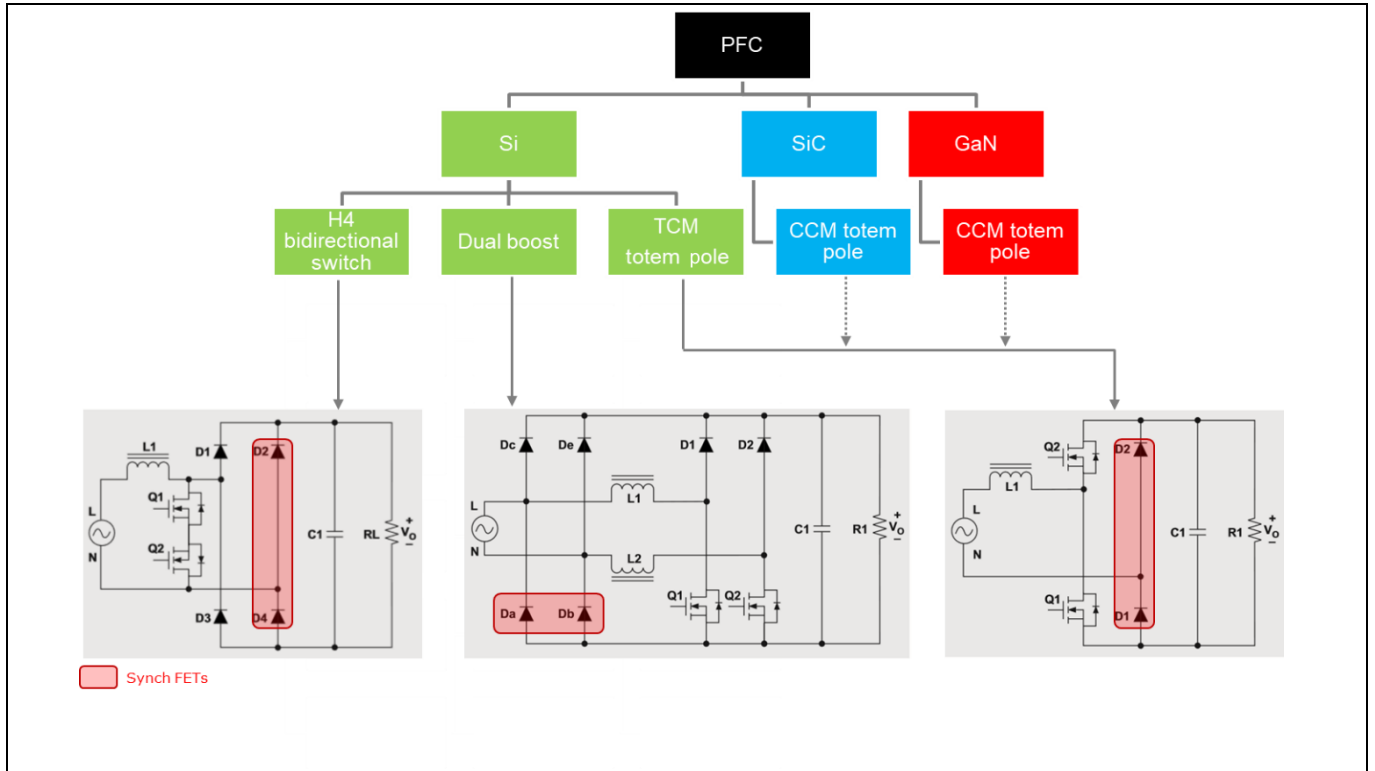 PFC
Si
SiC
GaN
H4
bidirectional
switch
Dual boost
TCM
totem pole
CCM totem
pole
CCM totem
pole
L1
D1
D2
Q1
L
Q2
N
C1
RL
+
Vo
−
D3
D4
Dc
De
D1
D2
L
L1
C1
R1
+
Vo
−
N
L2
Q1
Q2
Da
Db
Q2
D2
L1
L
C1
R1
+
Vo
−
N
Q1
D1
Synch FETs